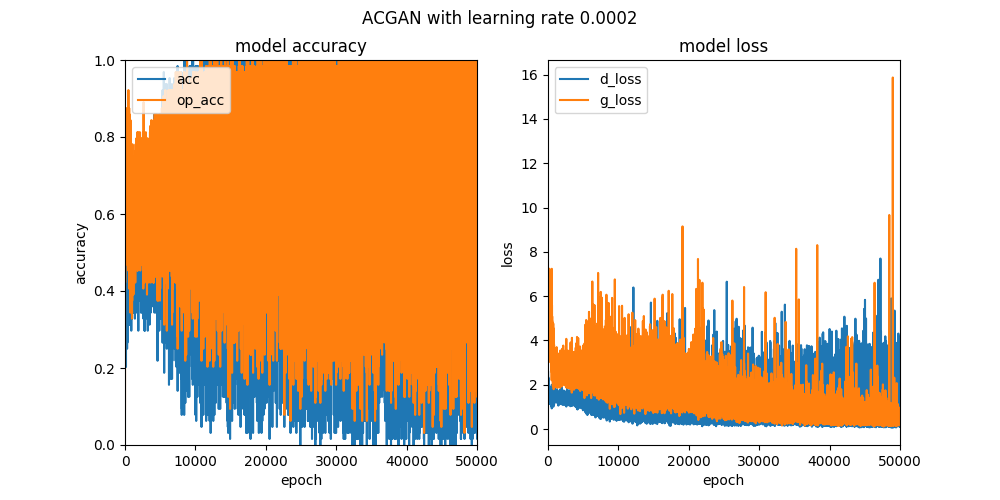 ACGAN with learning rate 0.0002
model accuracy
acc
op_acc
1.0
0.8
0.6
0.4
0.2
0.0
accuracy
0
10000
20000
30000
40000
50000
epoch
model loss
d_loss
g_loss
16
14
12
10
8
6
4
2
0
loss
0
10000
20000
30000
40000
50000
epoch